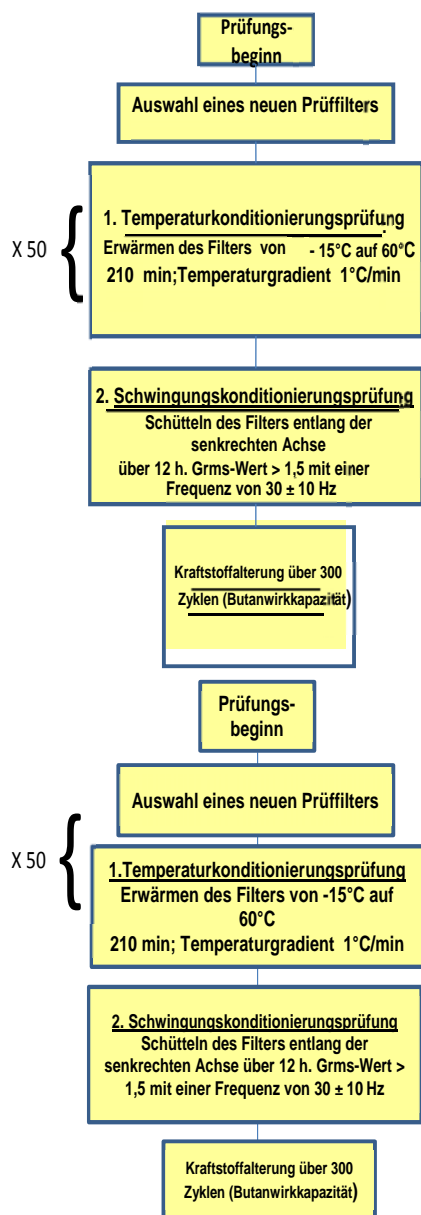 Prüfungs-
beginn
Auswahl eines neuen Prüffilters
X 50
1. Temperaturkonditionierungsprüfung:
Erwärmen des Filters von - 15°C auf 60°C
210 min;Temperaturgradient 1°C/min
2. Schwingungskonditionierungsprüfung:
Schütteln des Filters entlang der
senkrechten Achse
über 12 h. Grms-Wert > 1,5 mit einer
Frequenz von 30 ± 10 Hz
Kraftstoffalterung über 300
Zyklen (Butanwirkkapazität)
Prüfungs-
beginn
Auswahl eines neuen Prüffilters
X 50
1.Temperaturkonditionierungsprüfung
Erwärmen des Filters von -15°C auf
60°C
210 min; Temperaturgradient 1°C/min
2. Schwingungskonditionierungsprüfung
Schütteln des Filters entlang der
senkrechten Achse über 12 h. Grms-Wert >
1,5 mit einer Frequenz von 30 ± 10 Hz
Kraftstoffalterung über 300
Zyklen (Butanwirkkapazität)